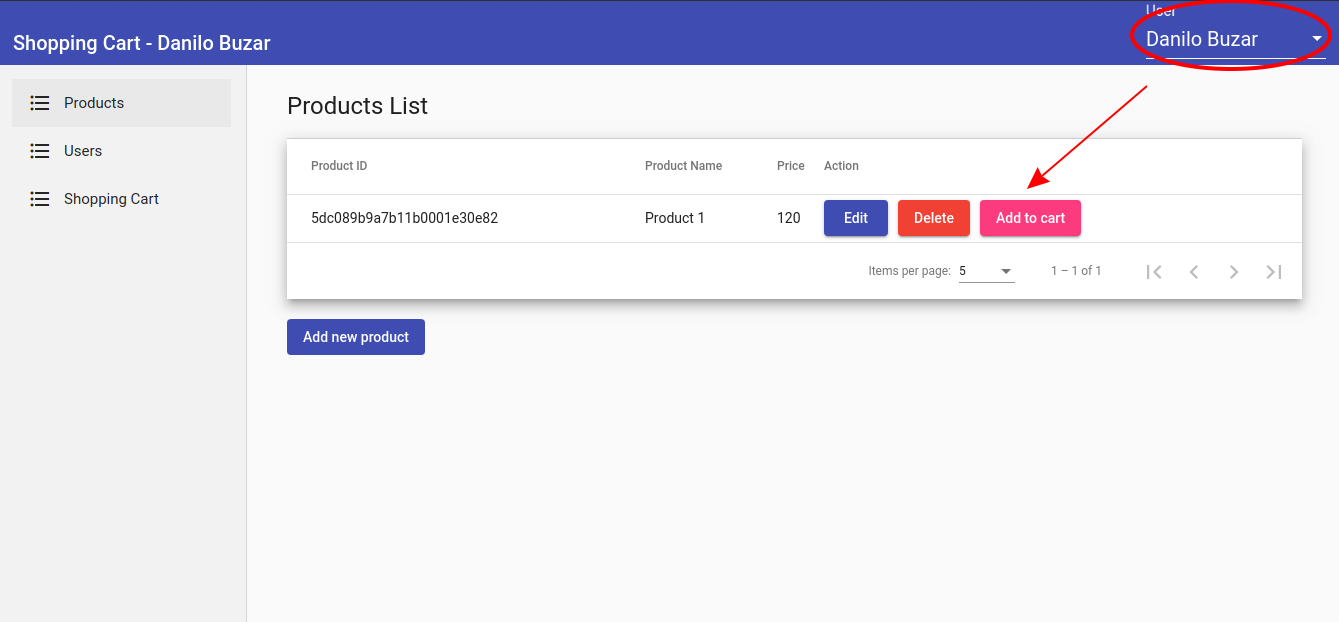 User
Shopping Cart - Danilo Buzar
Danilo Buzar
Products
Users
Shopping Cart
Products List
Product ID Product Name Price Action
5dc089b9a7b11b0001e30e82 Product 1 120 Edit Delete Add to cart
Items per page: 5 1 – 1 of 1
Add new product